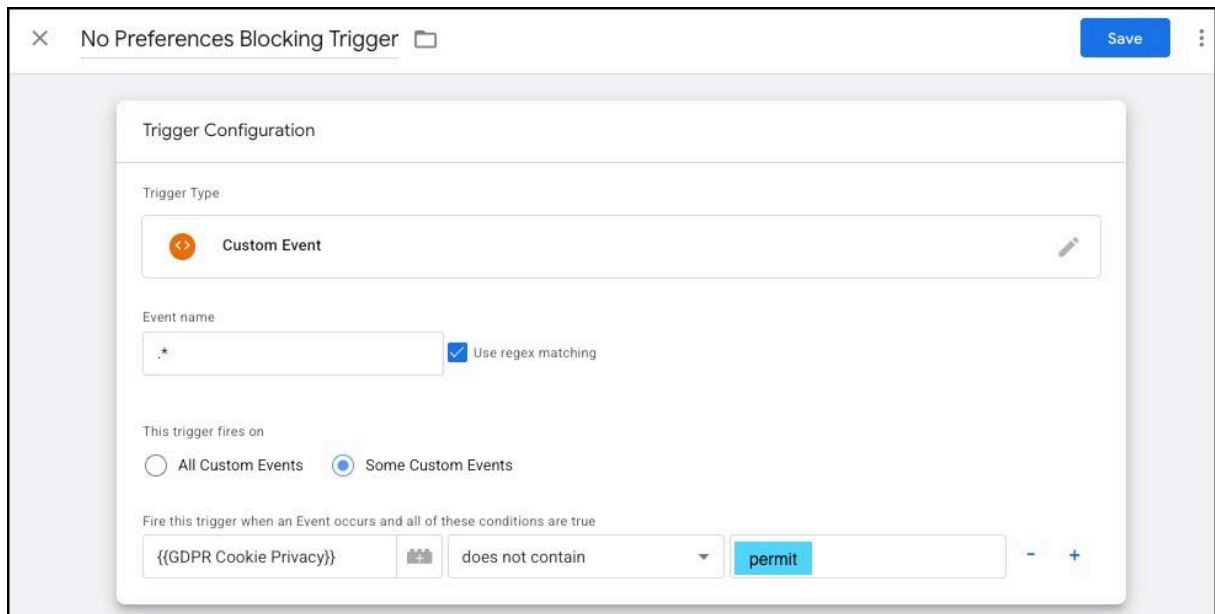 No Preferences Blocking Trigger
Save
Trigger Configuration
Trigger Type
<> Custom Event
Event name
.* Use regex matching
This trigger fires on
All Custom Events Some Custom Events
Fire this trigger when an Event occurs and all of these conditions are true
{{GDPR Cookie Privacy}} does not contain permit - +